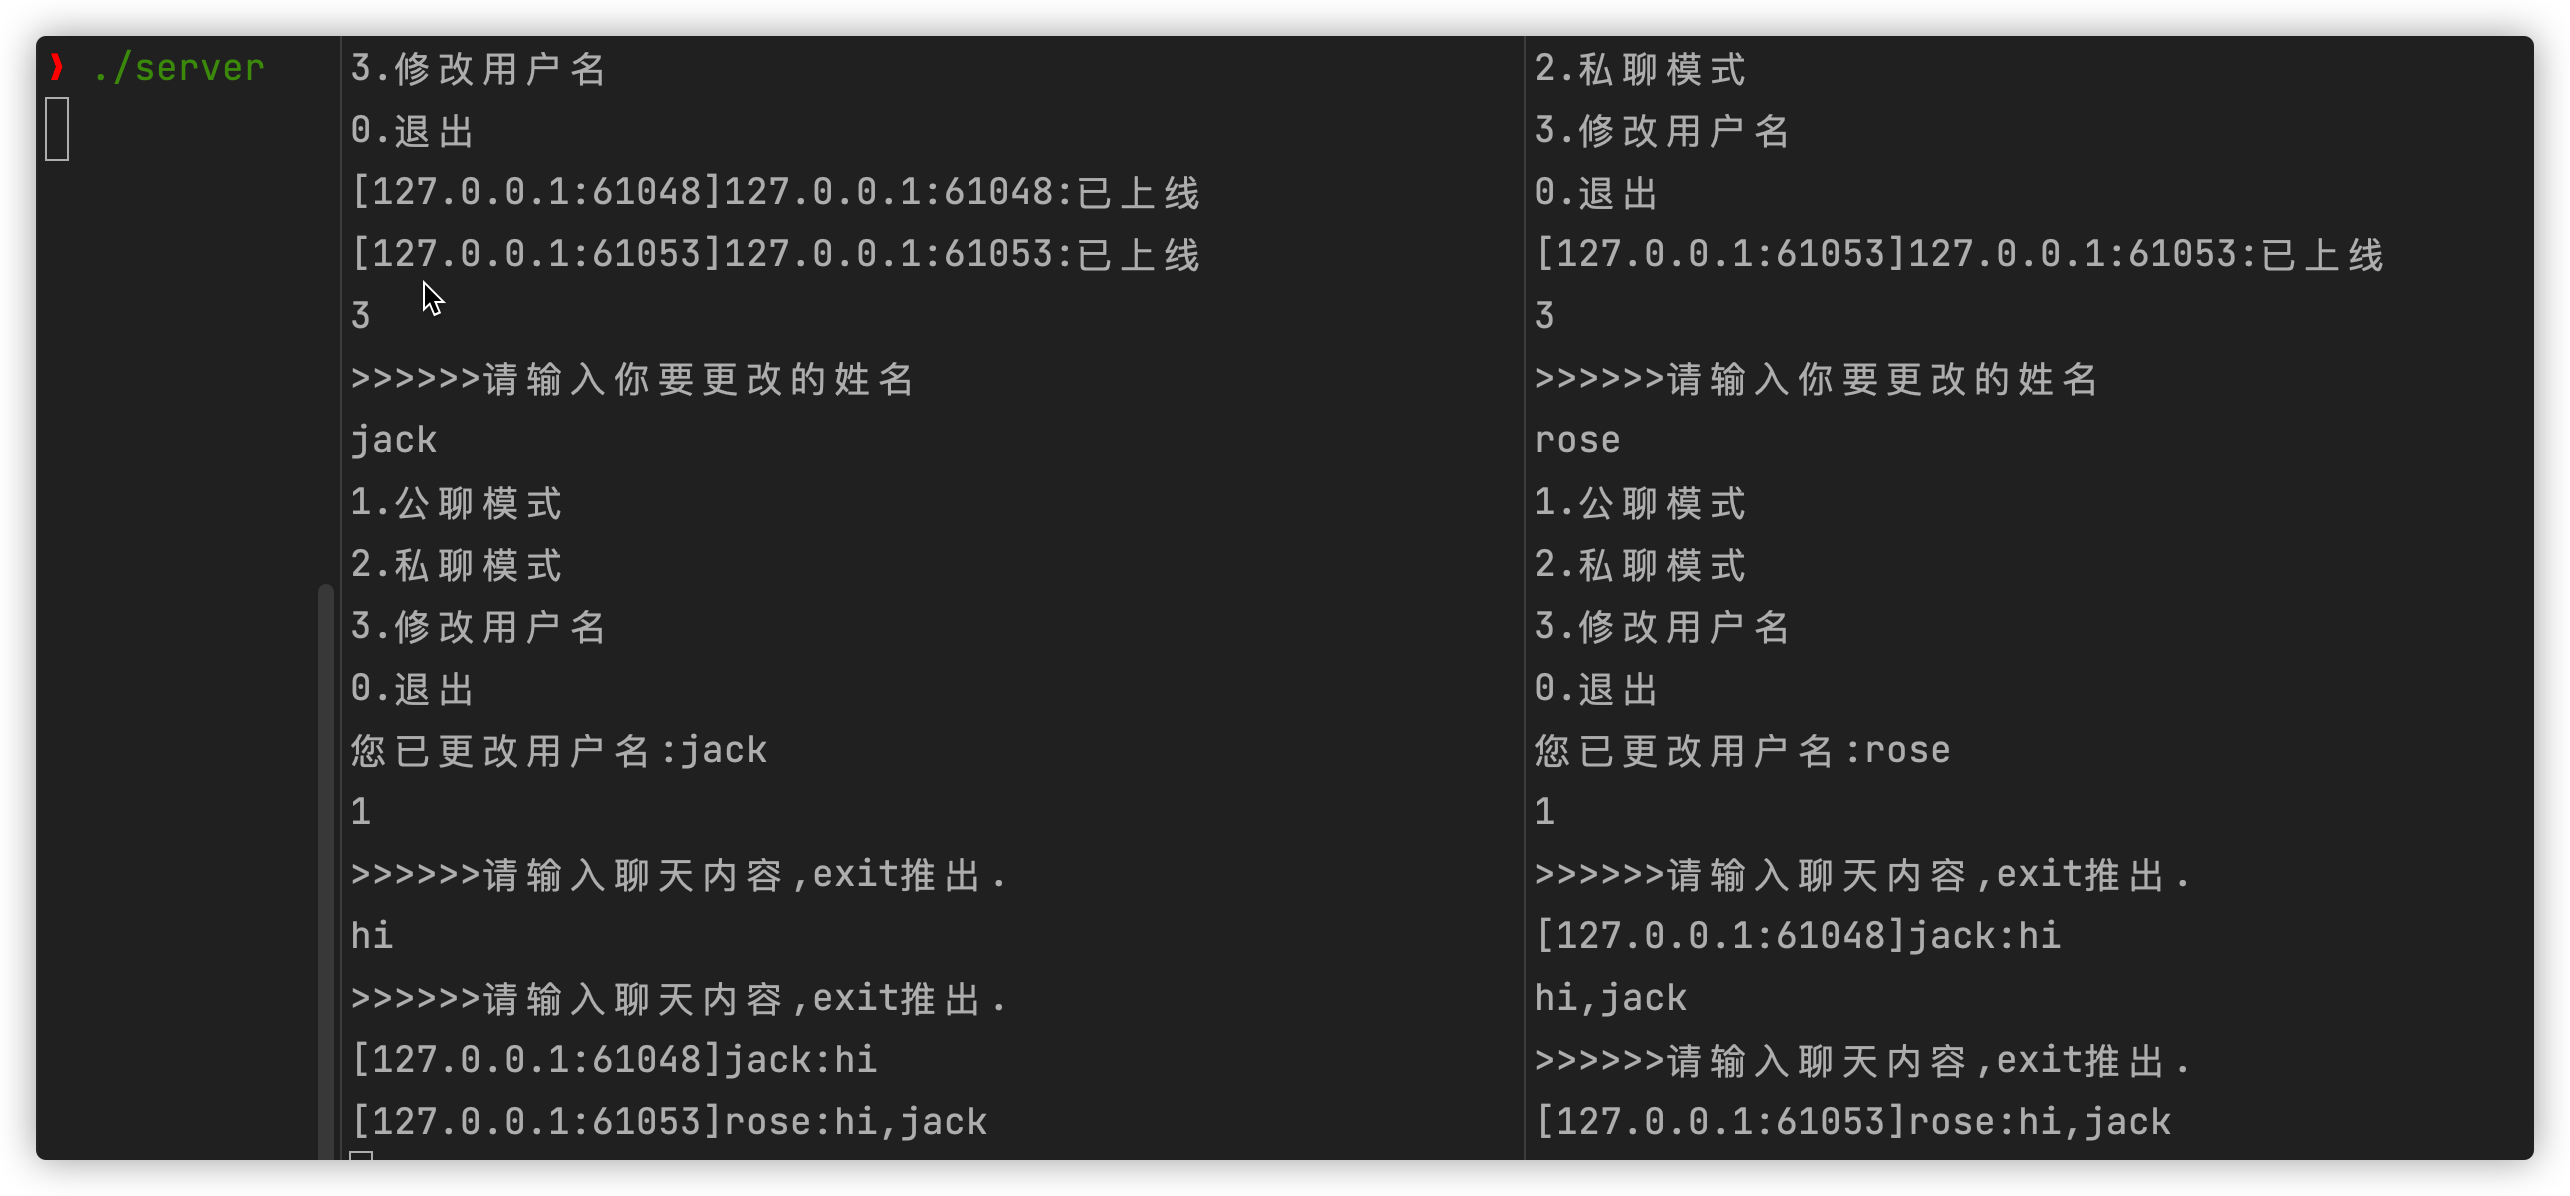 ❯ ./server
3.修改用户名
0.退出
[127.0.0.1:61048]127.0.0.1:61048:已上线
[127.0.0.1:61053]127.0.0.1:61053:已上线
3
>>>>>>请输入你要更改的姓名
jack
1.公聊模式
2.私聊模式
3.修改用户名
0.退出
您已更改用户名:jack
1
>>>>>>请输入聊天内容,exit推出.
hi
>>>>>>请输入聊天内容,exit推出.
[127.0.0.1:61048]jack:hi
[127.0.0.1:61053]rose:hi,jack
2.私聊模式
3.修改用户名
0.退出
[127.0.0.1:61053]127.0.0.1:61053:已上线
3
>>>>>>请输入你要更改的姓名
rose
1.公聊模式
2.私聊模式
3.修改用户名
0.退出
您已更改用户名:rose
1
>>>>>>请输入聊天内容,exit推出.
[127.0.0.1:61048]jack:hi
hi,jack
>>>>>>请输入聊天内容,exit推出.
[127.0.0.1:61053]rose:hi,jack